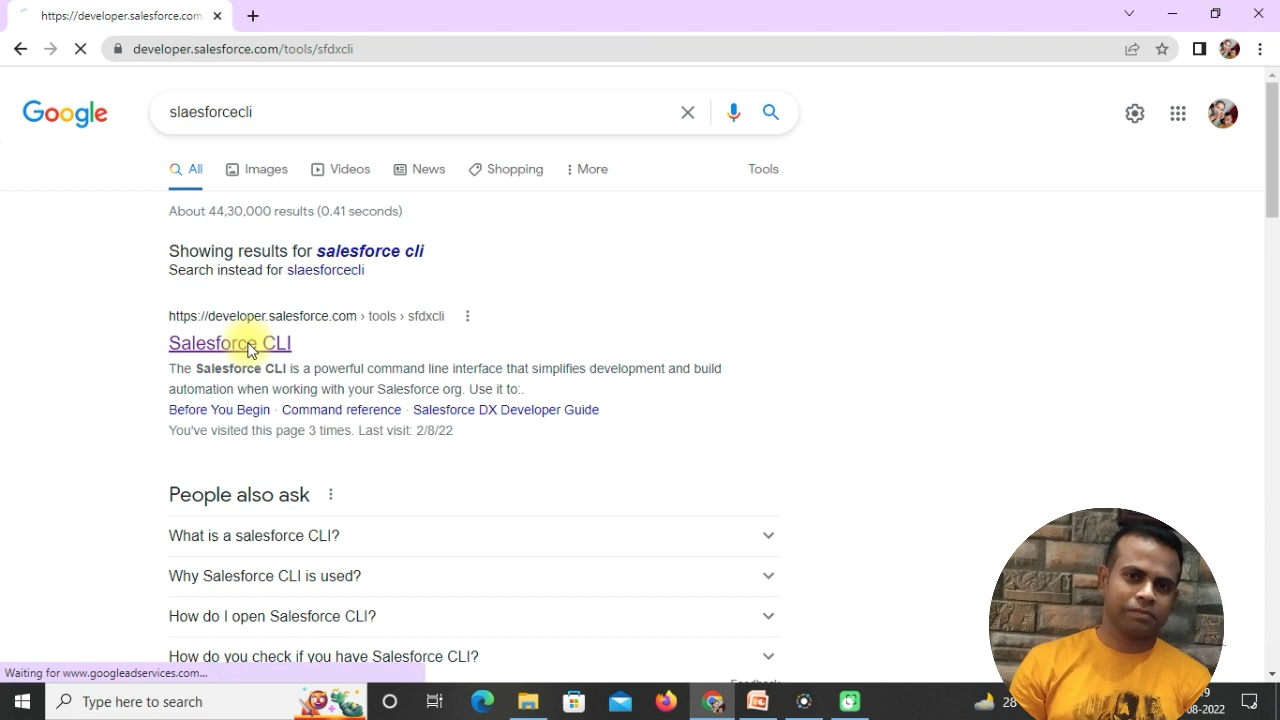 https://developer.salesforce.com
developer.salesforce.com/tools/sfdxcli
Google
slaesforcecli
All
Images
Videos
News
Shopping
More
Tools
About 44,30,000 results (0.41 seconds)
Showing results for salesforce cli
Search instead for slaesforcecli
https://developer.salesforce.com › tools › sfdxcli
Salesforce CLI
The Salesforce CLI is a powerful command line interface that simplifies development and build
automation when working with your Salesforce org. Use it to:.
Before You Begin · Command reference · Salesforce DX Developer Guide
You've visited this page 3 times. Last visit: 2/8/22
People also ask
What is a salesforce CLI?
Why Salesforce CLI is used?
How do I open Salesforce CLI?
How do you check if you have Salesforce CLI?
Waiting for www.googleadservices.com...
Type here to search
28
08-2022